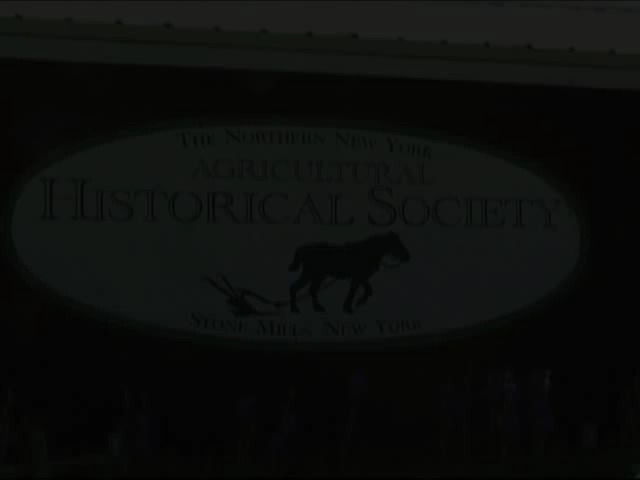 The Northern New York
Agricultural
Historical Society
Stone Mills, New York